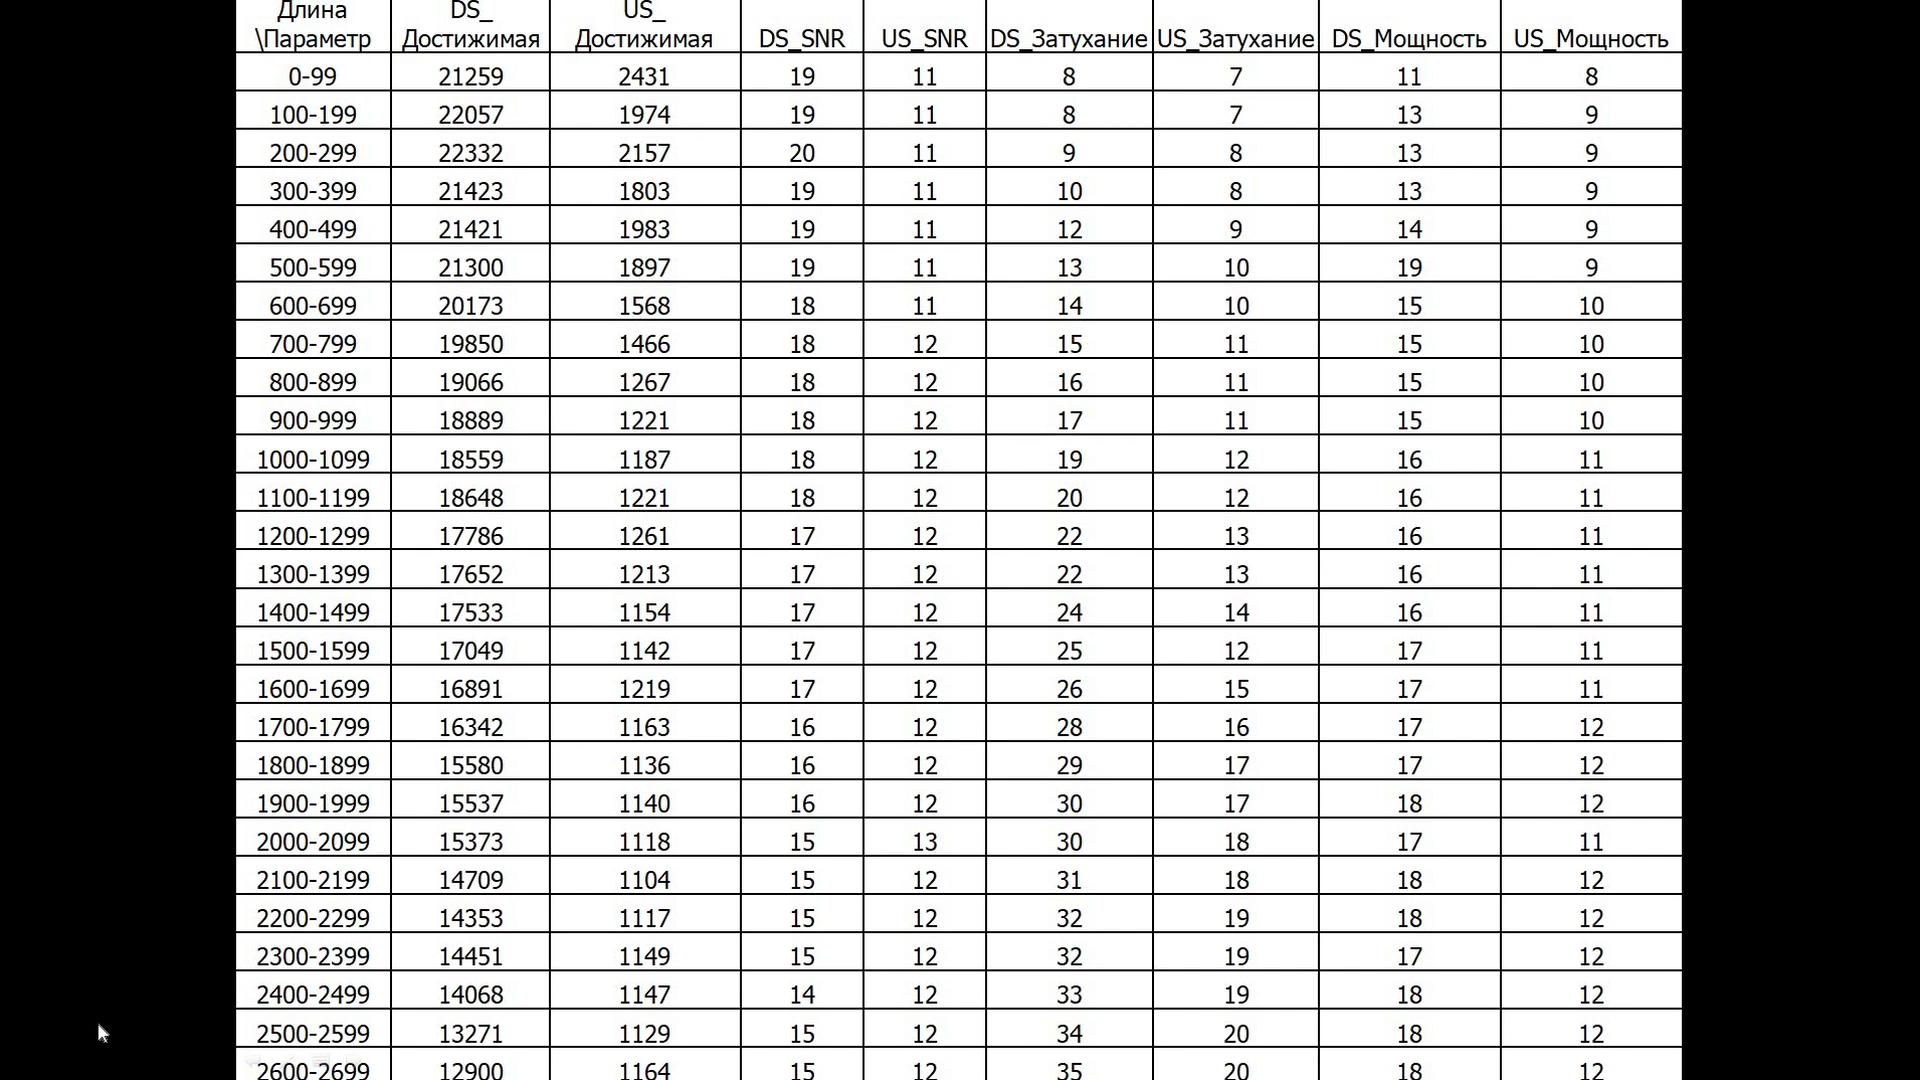 Длина \Параметр DS_ Достижимая US_ Достижимая DS_SNR US_SNR DS_Затухание US_Затухание DS_Мощность US_Мощность
0-99 21259 2431 19 11 8 7 11 8
100-199 22057 1974 19 11 8 7 13 9
200-299 22332 2157 20 11 9 8 13 9
300-399 21423 1803 19 11 10 8 13 9
400-499 21421 1983 19 11 12 9 14 9
500-599 21300 1897 19 11 13 10 19 9
600-699 20173 1568 18 11 14 10 15 10
700-799 19850 1466 18 12 15 11 15 10
800-899 19066 1267 18 12 16 11 15 10
900-999 18889 1221 18 12 17 11 15 10
1000-1099 18559 1187 18 12 19 12 16 11
1100-1199 18648 1221 18 12 20 12 16 11
1200-1299 17786 1261 17 12 22 13 16 11
1300-1399 17652 1213 17 12 22 13 16 11
1400-1499 17533 1154 17 12 24 14 16 11
1500-1599 17049 1142 17 12 25 12 17 11
1600-1699 16891 1219 17 12 26 15 17 11
1700-1799 16342 1163 16 12 28 16 17 12
1800-1899 15580 1136 16 12 29 17 17 12
1900-1999 15537 1140 16 12 30 17 18 12
2000-2099 15373 1118 15 13 30 18 17 11
2100-2199 14709 1104 15 12 31 18 18 12
2200-2299 14353 1117 15 12 32 19 18 12
2300-2399 14451 1149 15 12 32 19 17 12
2400-2499 14068 1147 14 12 33 19 18 12
2500-2599 13271 1129 15 12 34 20 18 12
2600-2699 12900 1164 15 12 35 20 18 12